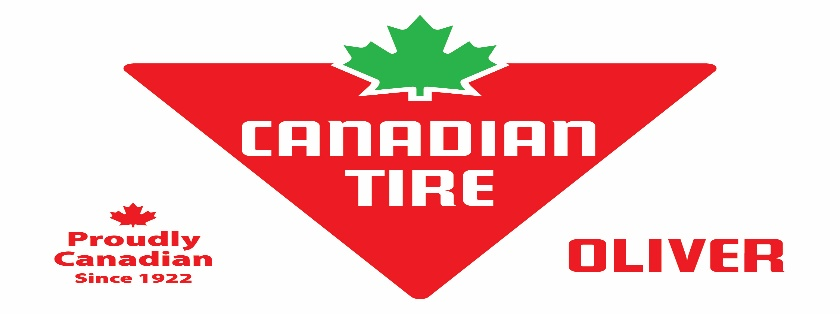 CANADIAN
TIRE
Proudly
Canadian
Since 1922
OLIVER